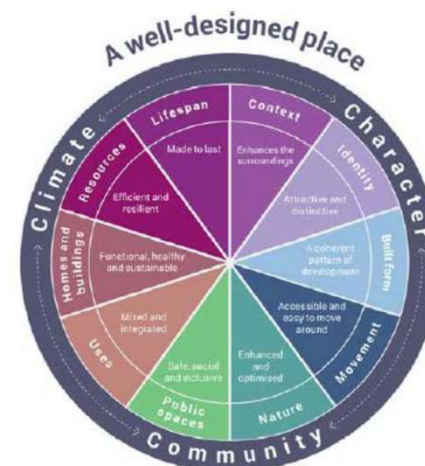 A well-designed place
Climate
Character
Community
Context
Enhances the
surroundings
Identity
Attractive and
distinctive
Built form
A coherent
pattern of
development
Movement
Accessible and
easy to move
around
Nature
Enhanced
and
optimised
Public
spaces
Safe, social
and inclusive
Uses
Mixed and
integrated
Homes and
buildings
Functional, healthy
and sustainable
Resources
Efficient and
resilient
Lifespan
Made to last